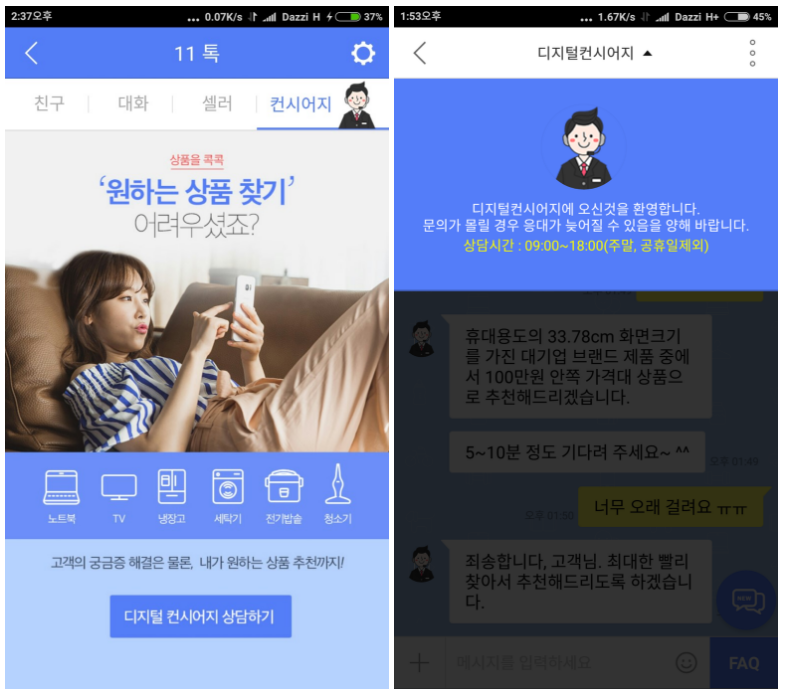 2:37오후
... 0.07K/s Dazzi H 37%
11 톡
친구 대화 셀러 컨시어지
상품을 콕콕
‘원하는 상품 찾기’
어려우셨죠?
노트북 TV 냉장고 세탁기 전기밥솥 청소기
고객의 궁금증 해결은 물론, 내가 원하는 상품 추천까지!
디지털 컨시어지 상담하기
1:53오후
... 1.67K/s Dazzi H+ 45%
디지털컨시어지
디지털컨시어지에 오신것을 환영합니다.
문의가 몰릴 경우 응대가 늦어질 수 있음을 양해 바랍니다.
상담시간 : 09:00~18:00(주말, 공휴일제외)
휴대용도의 33.78cm 화면크기
를 가진 대기업 브랜드 제품 중에
서 100만원 안쪽 가격대 상품으
로 추천해드리겠습니다.
5~10분 정도 기다려 주세요~ ^^
오후 01:49
오후 01:50
너무 오래 걸려요 ㅠㅠ
죄송합니다, 고객님. 최대한 빨리
찾아서 추천해드리도록 하겠습니
다.
메시지를 입력하세요
FAQ